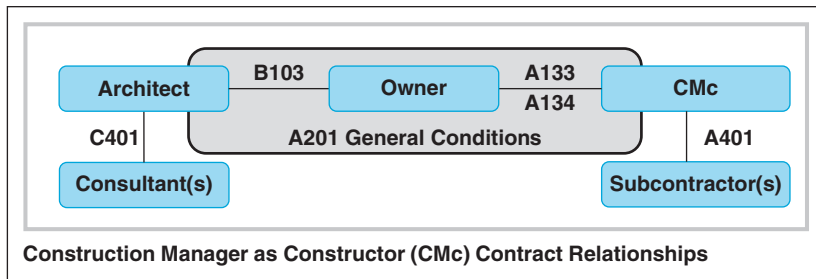 B103
A133
Architect
Owner
CMc
A134
C401
A201 General Conditions
A401
Consultant(s)
Subcontractor(s)
Construction Manager as Constructor (CMc) Contract Relationships